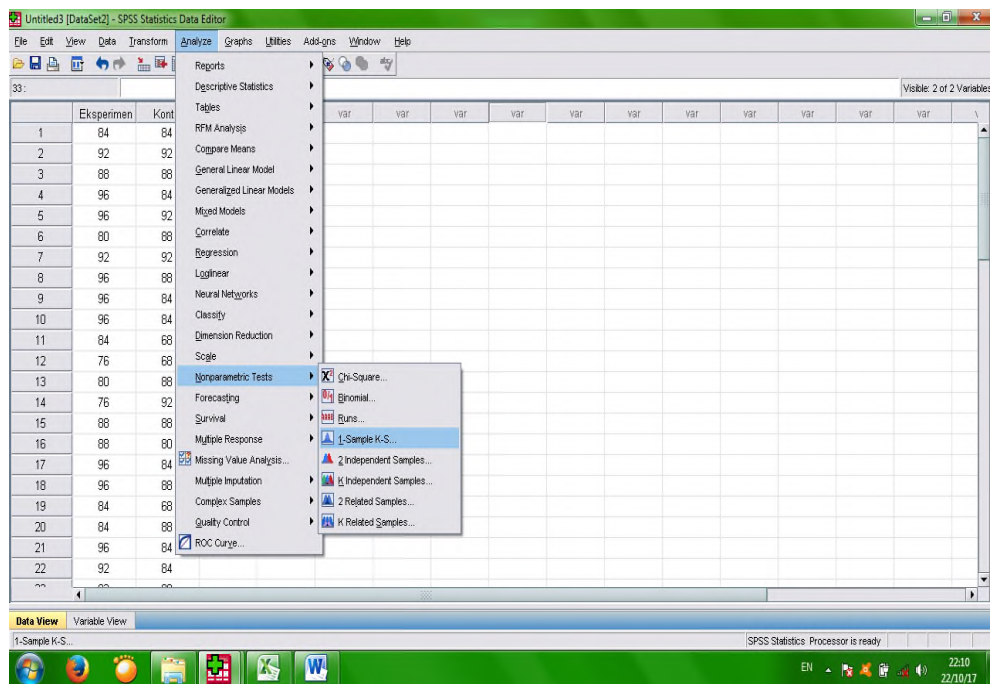 Untitled3 [DataSet2] - SPSS Statistics Data Editor
File Edit View Data Transform Analyze Graphs Utilities Add-ons Window Help
33 :
Visible: 2 of 2 Variables
Eksperimen Kont var var var var var var var var var var var
1 84 84
2 92 92
3 88 88
4 96 84
5 96 92
6 80 88
7 92 92
8 96 88
9 96 84
10 96 84
11 84 68
12 76 68
13 80 88
14 76 92
15 88 88
16 88 80
17 96 84
18 96 88
19 84 68
20 84 88
21 96 84
22 92 84
Reports
Descriptive Statistics
Tables
RFM Analysis
Compare Means
General Linear Model
Generalized Linear Models
Mixed Models
Correlate
Regression
Loglinear
Neural Networks
Classify
Dimension Reduction
Scale
Nonparametric Tests
Forecasting
Survival
Multiple Response
Missing Value Analysis...
Multiple Imputation
Complex Samples
Quality Control
ROC Curve...
Chi-Square...
Binomial...
Runs...
1-Sample K-S...
2 Independent Samples...
K Independent Samples...
2 Related Samples...
K Related Samples...
Data View Variable View
1-Sample K-S...
SPSS Statistics Processor is ready
EN
22:10
22/10/17